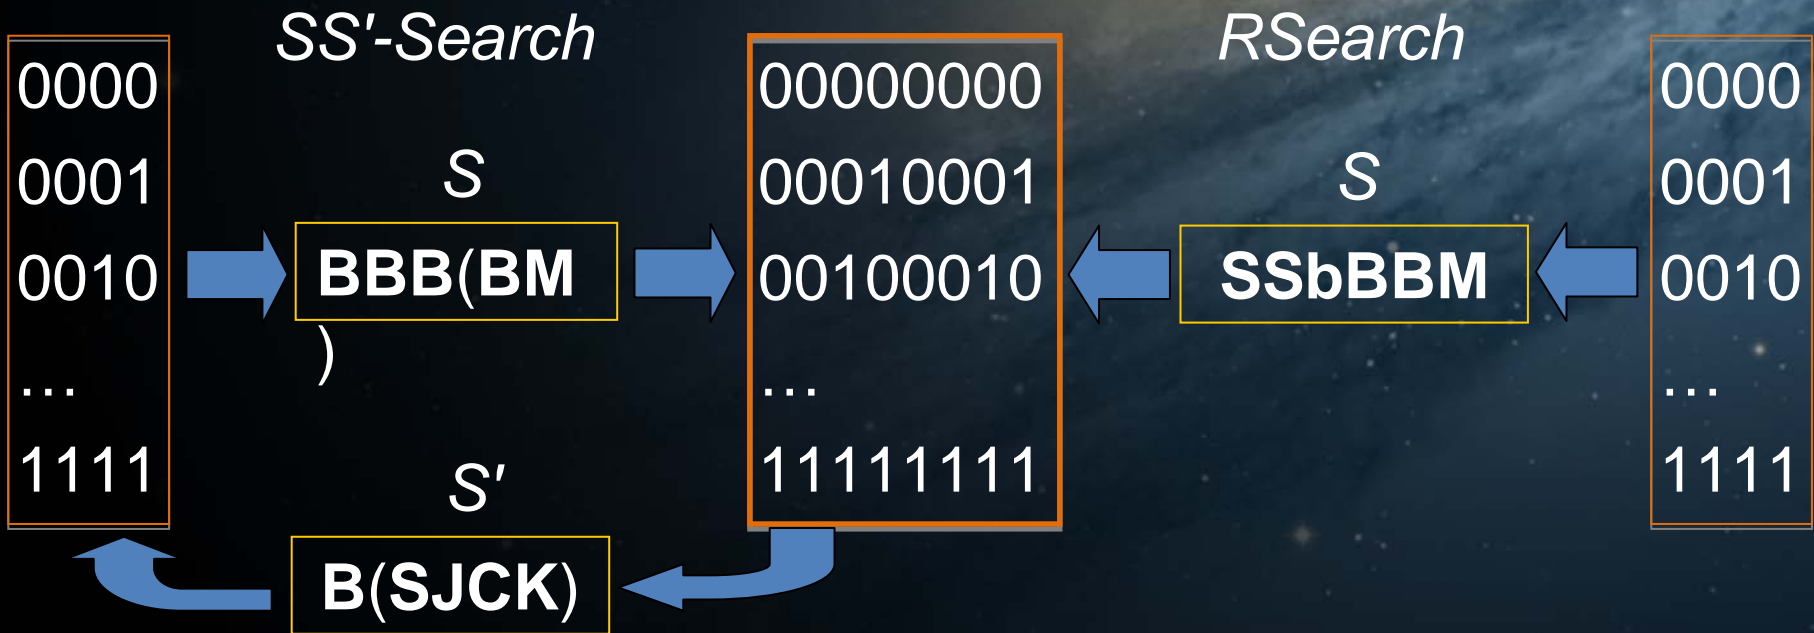 SS'-Search
RSearch
0000
0001
0010
...
1111
S
BBB(BM
)
S'
B(SJCK)
00000000
00010001
00100010
...
11111111
S
SSbBBM
0000
0001
0010
...
1111